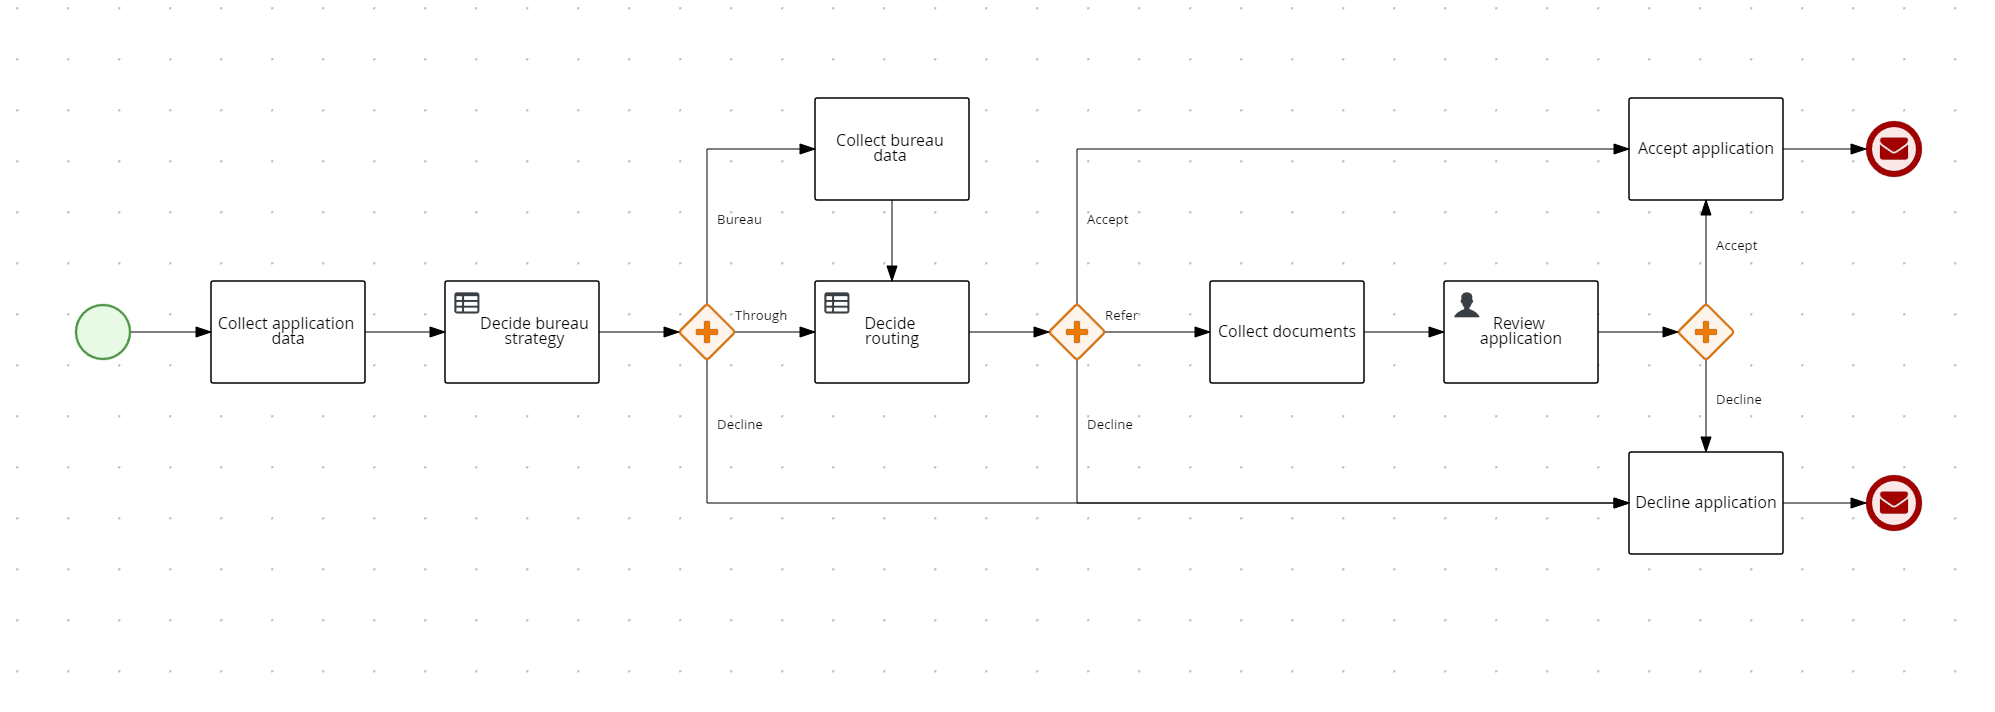 Collect bureau
data
Accept application
Bureau
Accept
Accept
Collect application
data
Decide bureau
strategy
Through
Decide
routing
Refer
Collect documents
Review
application
Decline
Decline
Decline
Decline application